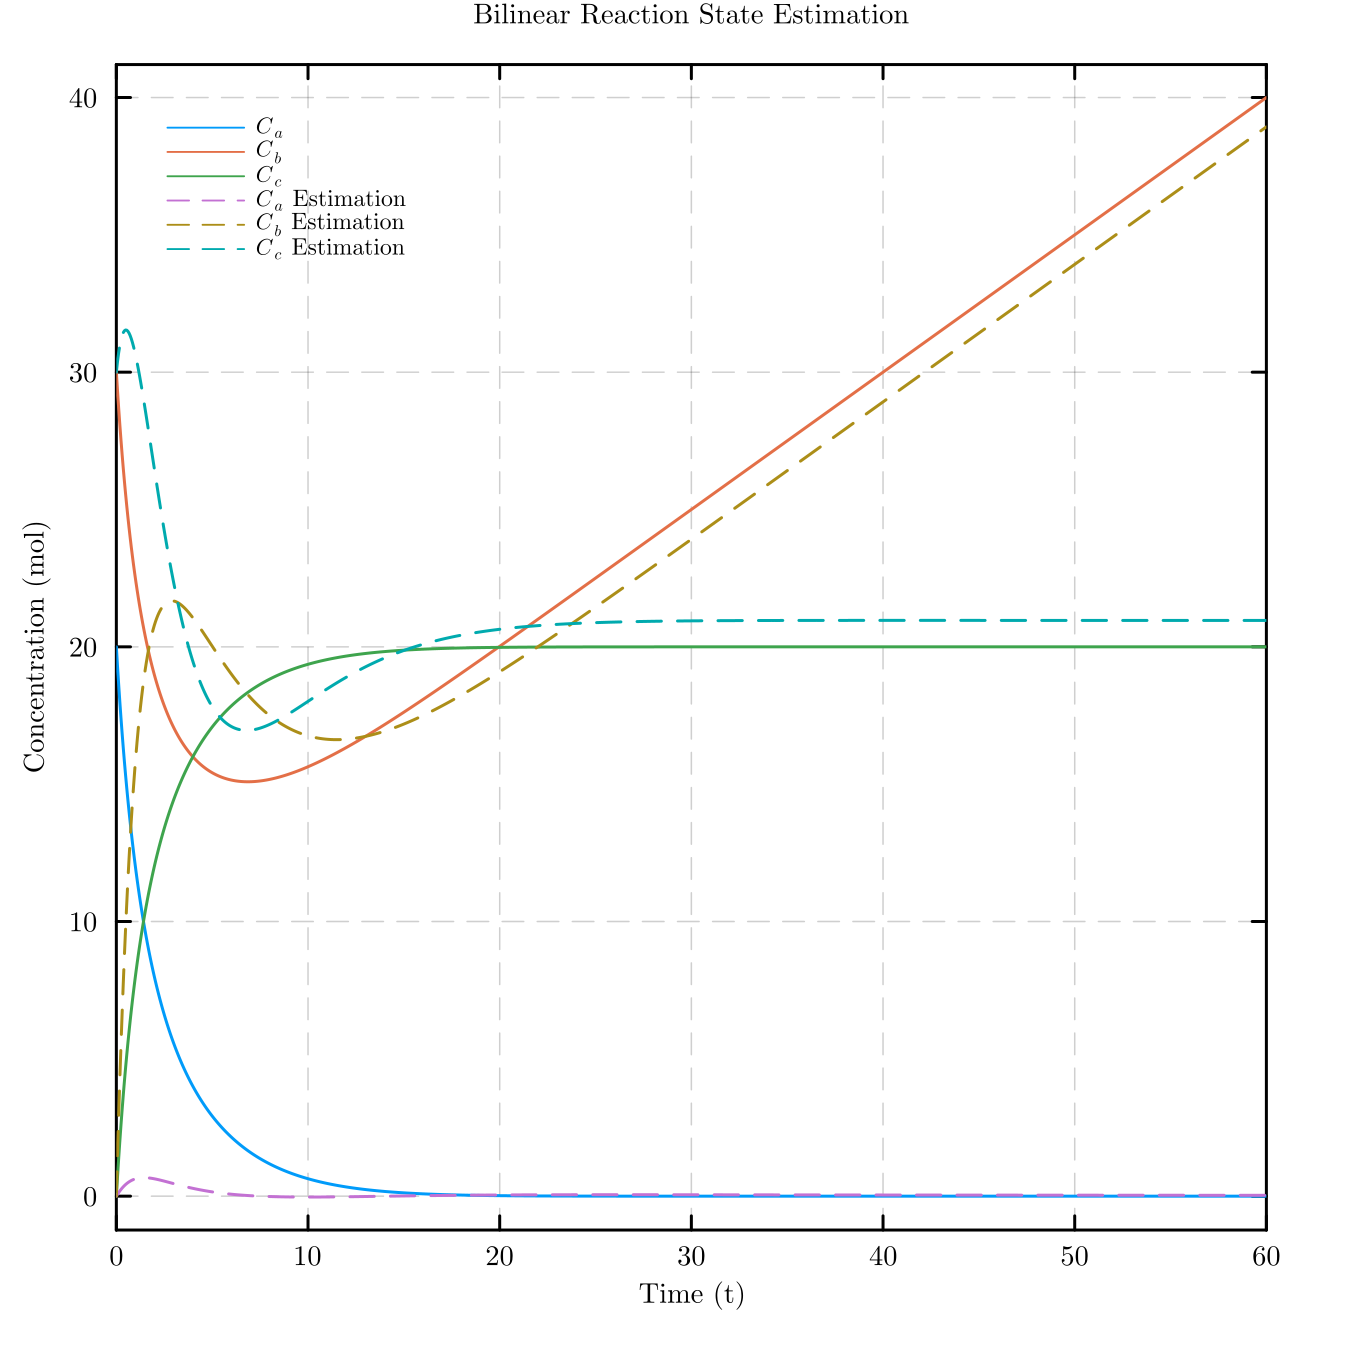 Bilinear Reaction State Estimation
40
30
20
10
0
Concentration (mol)
C_a
C_b
C_c
C_a Estimation
C_b Estimation
C_c Estimation
0 10 20 30 40 50 60
Time (t)